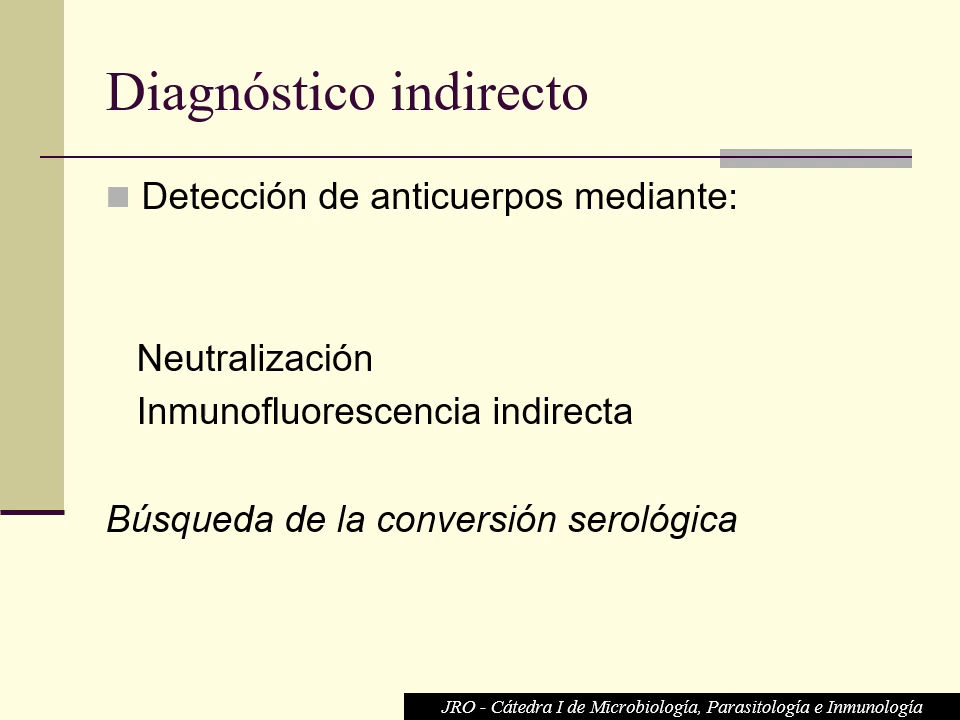 Diagnóstico indirecto
Detección de anticuerpos mediante:
Neutralización
Inmunofluorescencia indirecta
Búsqueda de la conversión serológica
JRO - Cátedra I de Microbiología, Parasitología e Inmunología